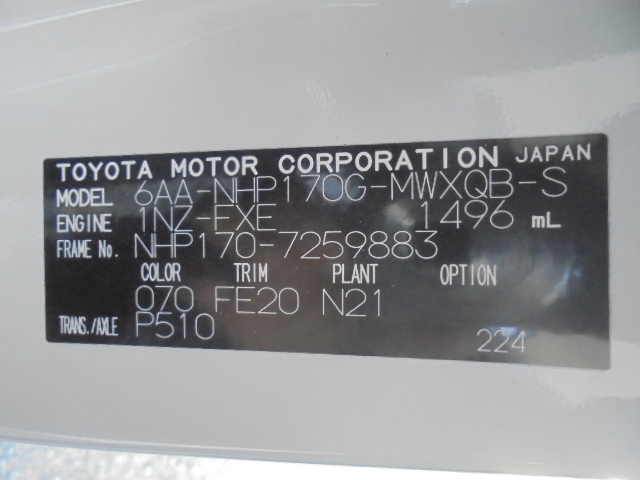 TOYOTA MOTOR CORPORATION JAPAN
MODEL 6AA-NHP170G-MWXQB-S
ENGINE 1NZ-EXE 1496 mL
FRAME No. NHP170-7259883
COLOR TRIM PLANT OPTION
070 FE20 N21
TRANS./AXLE P510
224